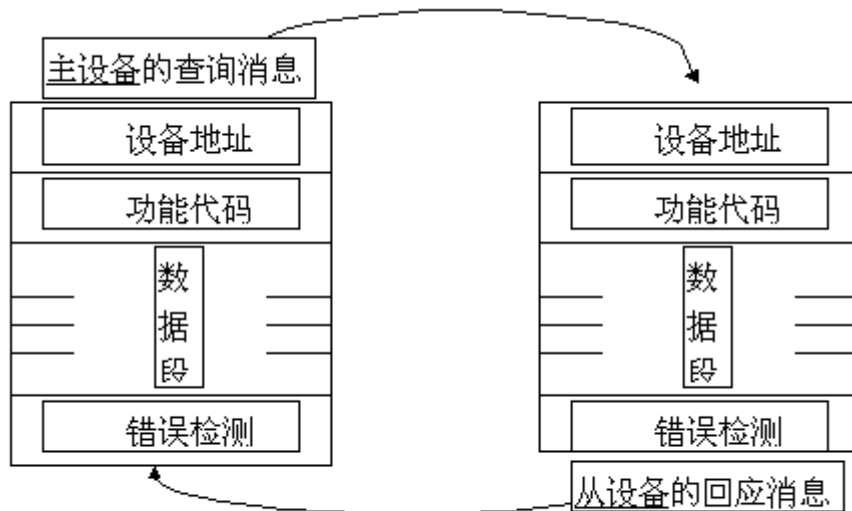 主设备的查询消息
设备地址
功能代码
数
据
段
错误检测
设备地址
功能代码
数
据
段
错误检测
从设备的回应消息